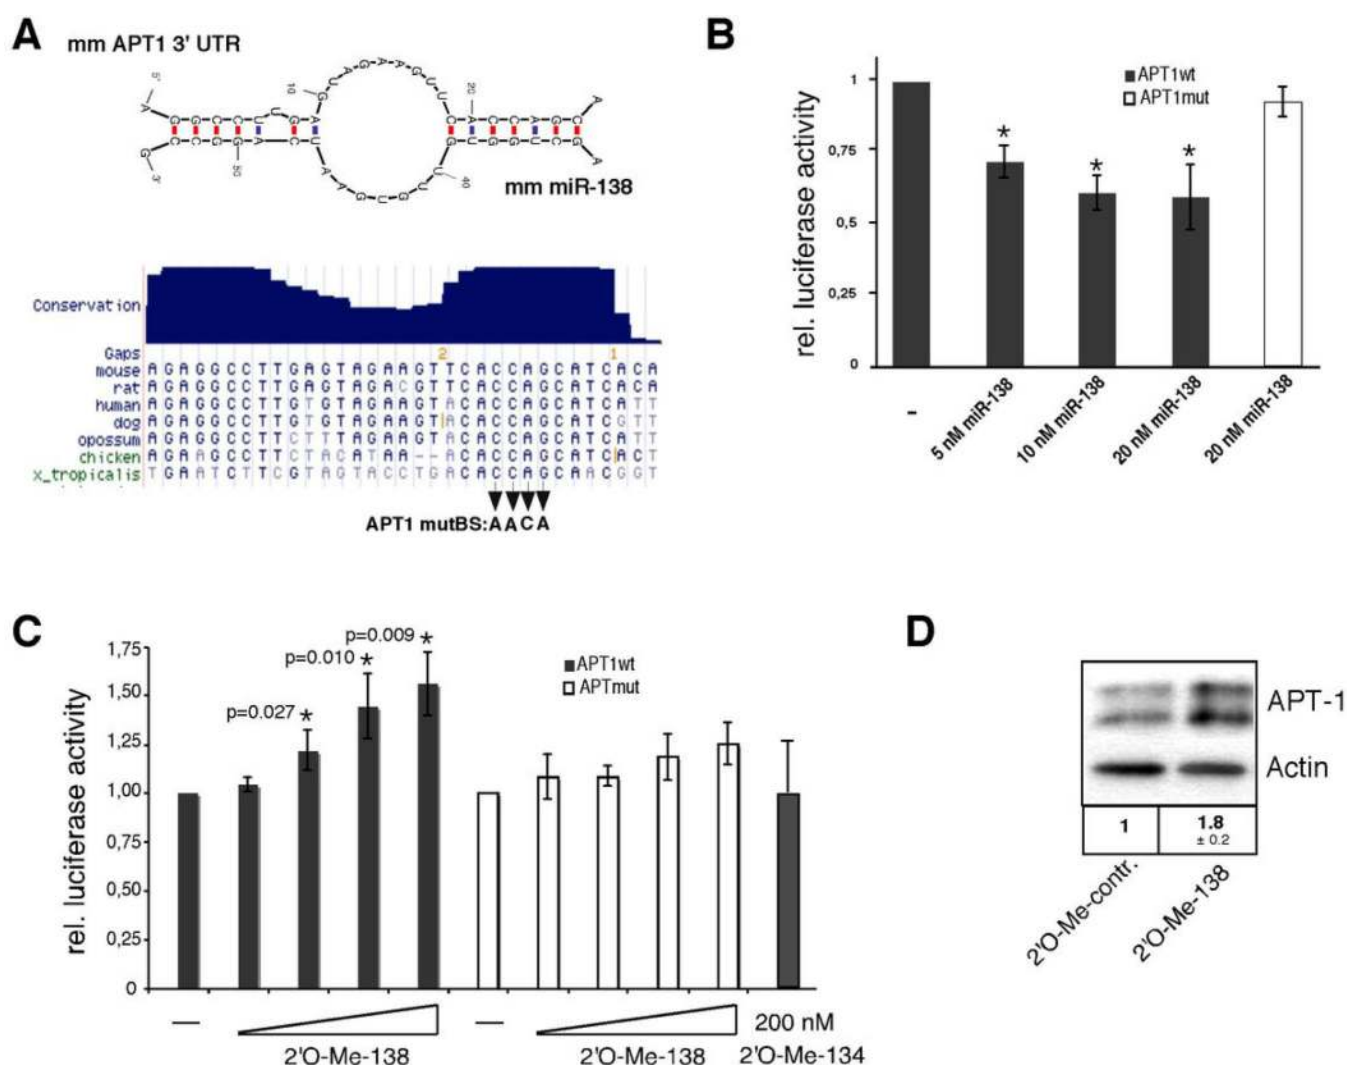 A
mm APT1 3' UTR
mm miR-138
Conservation
Gaps 2 1
mouse AGAGGCCTTGAGTAGAAGTTCACCAGCATCACA
rat AGAGGCCTTGAGTAGACGTTCACCAGCATCACA
human AGAGGCCTTGTGTAGAAGTACACCAGCATCATT
dog AGAGGCCTTGTGTAGAAGTACACCAGCATCGTT
opossum AGAGGCCTTCTTTAGAAGTACACCAGCATCATT
chicken AGAAGCCTTCTACATAA--ACACCAGCATCACT
x_tropicalis TGAATCTTCGTAGTACCTGACACCAGCAACGGT
APT1 mutBS:AACA
B
rel. luciferase activity
APT1wt
APT1mut
1
0,75
0,5
0,25
0
* * *
-
5 nM miR-138
10 nM miR-138
20 nM miR-138
20 nM miR-138
C
rel. luciferase activity
1,75
1,50
1,25
1,00
0,75
0,50
0,25
0
p=0.027 *
p=0.010 *
p=0.009 *
APT1wt
APTmut
— — 200 nM
2'O-Me-138 2'O-Me-138 2'O-Me-134
D
APT-1
Actin
1 1.8
± 0.2
2'O-Me-contr.
2'O-Me-138